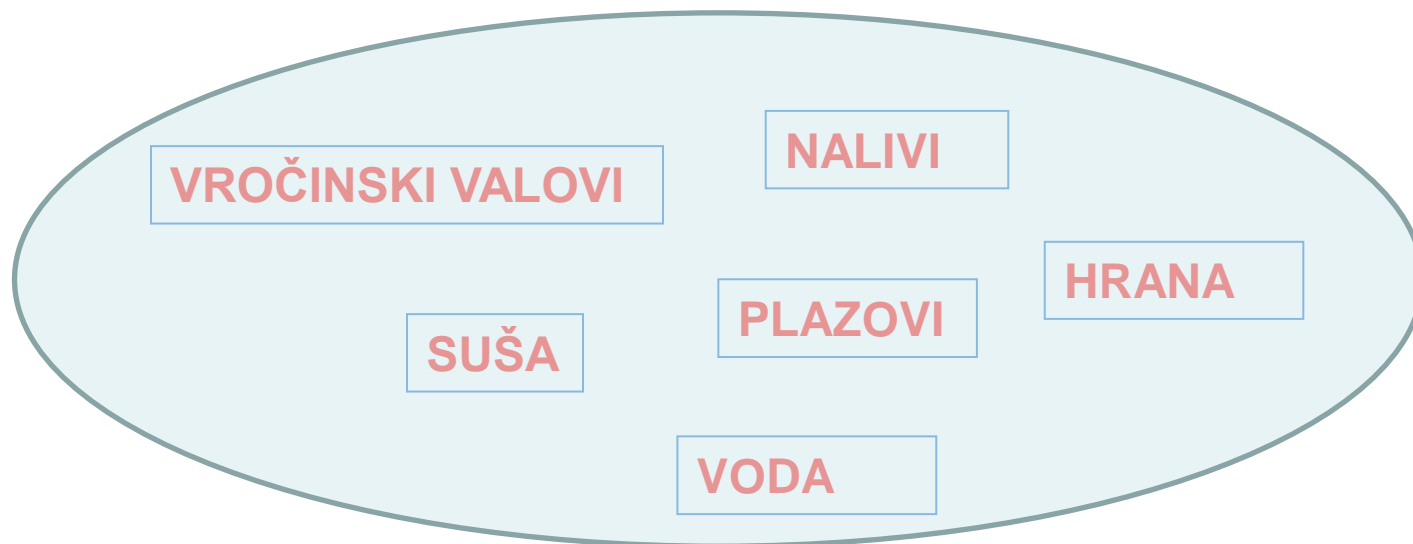 NALIVI
VROČINSKI VALOVI
HRANA
PLAZOVI
SUŠA
VODA